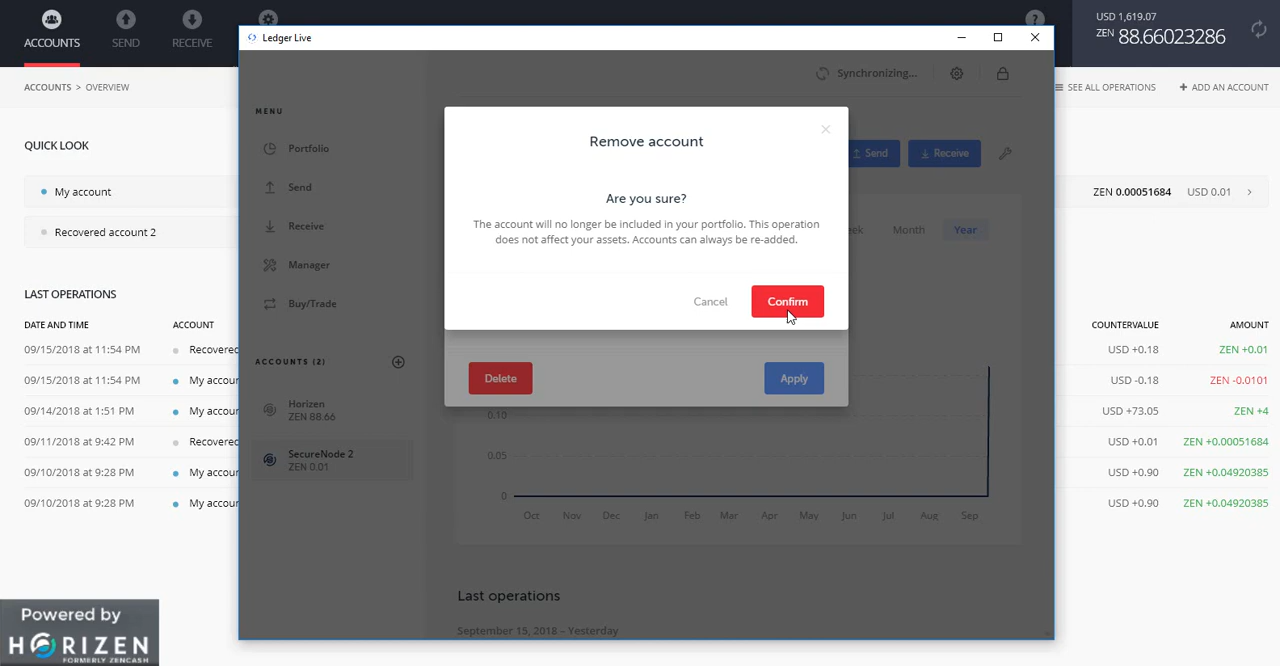 ACCOUNTS
SEND
RECEIVE
?
USD 1,619.07
ZEN 88.66023286
Ledger Live
ACCOUNTS > OVERVIEW
SEE ALL OPERATIONS
+ ADD AN ACCOUNT
Synchronizing...
MENU
QUICK LOOK
Portfolio
Send
Receive
Manager
Buy/Trade
Send
Receive
Remove account
Are you sure?
The account will no longer be included in your portfolio. This operation
does not affect your assets. Accounts can always be re-added.
Cancel
Confirm
My account
ZEN 0.00051684 USD 0.01
Recovered account 2
Month
Year
LAST OPERATIONS
DATE AND TIME ACCOUNT COUNTERVALUE AMOUNT
09/15/2018 at 11:54 PM Recovered USD +0.18 ZEN +0.01
09/15/2018 at 11:54 PM My accou USD -0.18 ZEN -0.0101
09/14/2018 at 1:51 PM My accou USD +73.05 ZEN +4
09/11/2018 at 9:42 PM Recovered USD +0.01 ZEN +0.00051684
09/10/2018 at 9:28 PM My accou USD +0.90 ZEN +0.04920385
09/10/2018 at 9:28 PM My accou USD +0.90 ZEN +0.04920385
ACCOUNTS (2)
Horizen
ZEN 88.66
SecureNode 2
ZEN 0.01
Delete
Apply
0.10
0.05
0
Oct Nov Dec Jan Feb Mar Apr May Jun Jul Aug Sep
Last operations
September 15, 2018 – Yesterday
Powered by
HORIZEN
FORMERLY ZENCASH